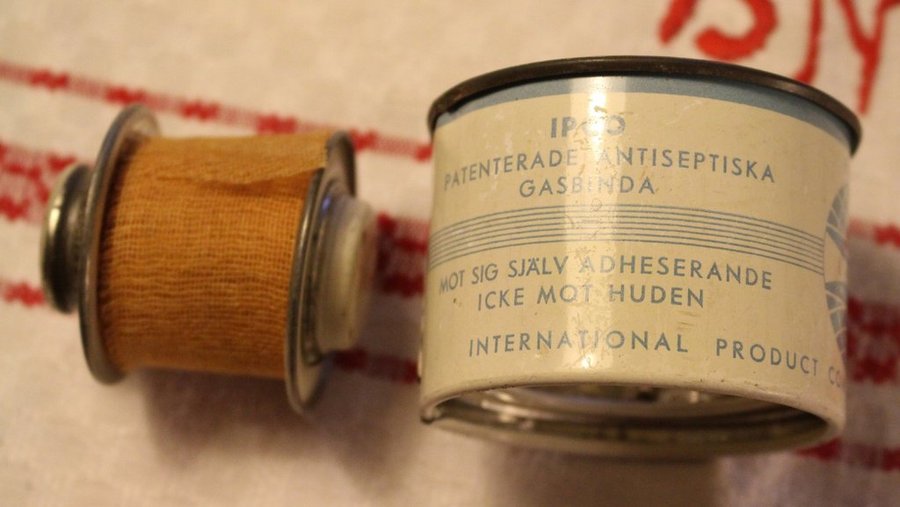 PATENTERADE ANTISEPTISKA
GASBINDA
MOT SIG SJÄLV ADHESERANDE
ICKE MOT HUDEN
INTERNATIONAL PRODUCT